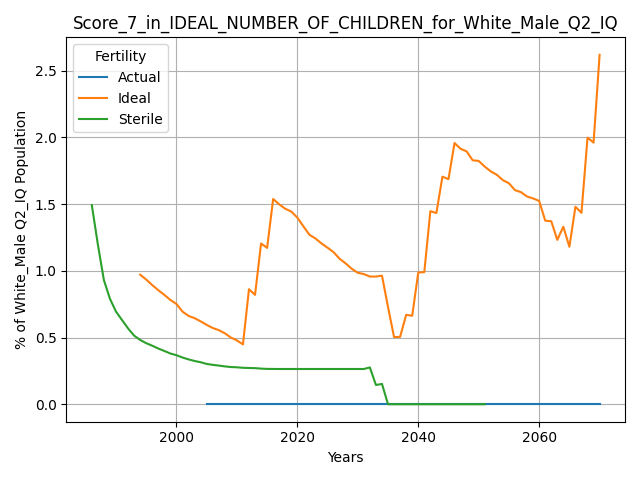 Score_7_in_IDEAL_NUMBER_OF_CHILDREN_for_White_Male_Q2_IQ
Fertility
Actual
Ideal
Sterile
% of White_Male Q2_IQ Population
2.5
2.0
1.5
1.0
0.5
0.0
2000 2020 2040 2060
Years